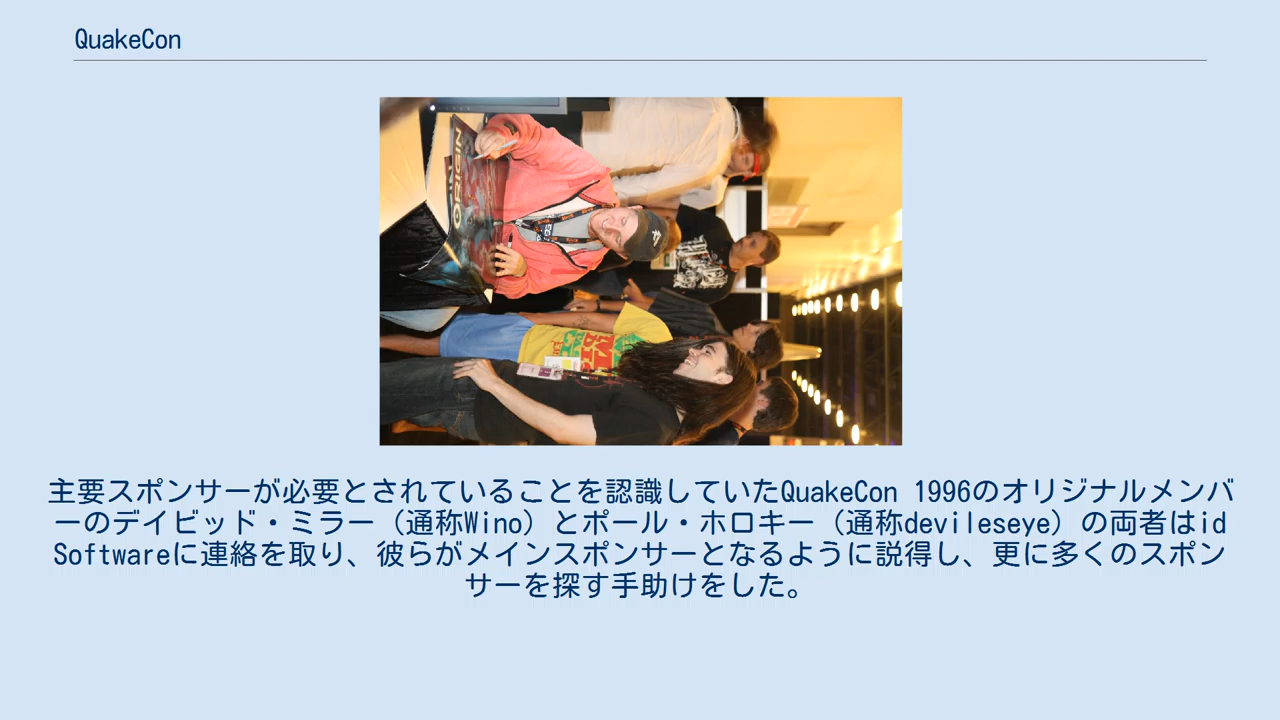 QuakeCon
ORIGIN
主要スポンサーが必要とされていることを認識していたQuakeCon 1996のオリジナルメンバ
ーのデイビッド・ミラー（通称Wino）とポール・ホロキー（通称devileseye）の両者はid
Softwareに連絡を取り、彼らがメインスポンサーとなるように説得し、更に多くのスポン
サーを探す手助けをした。